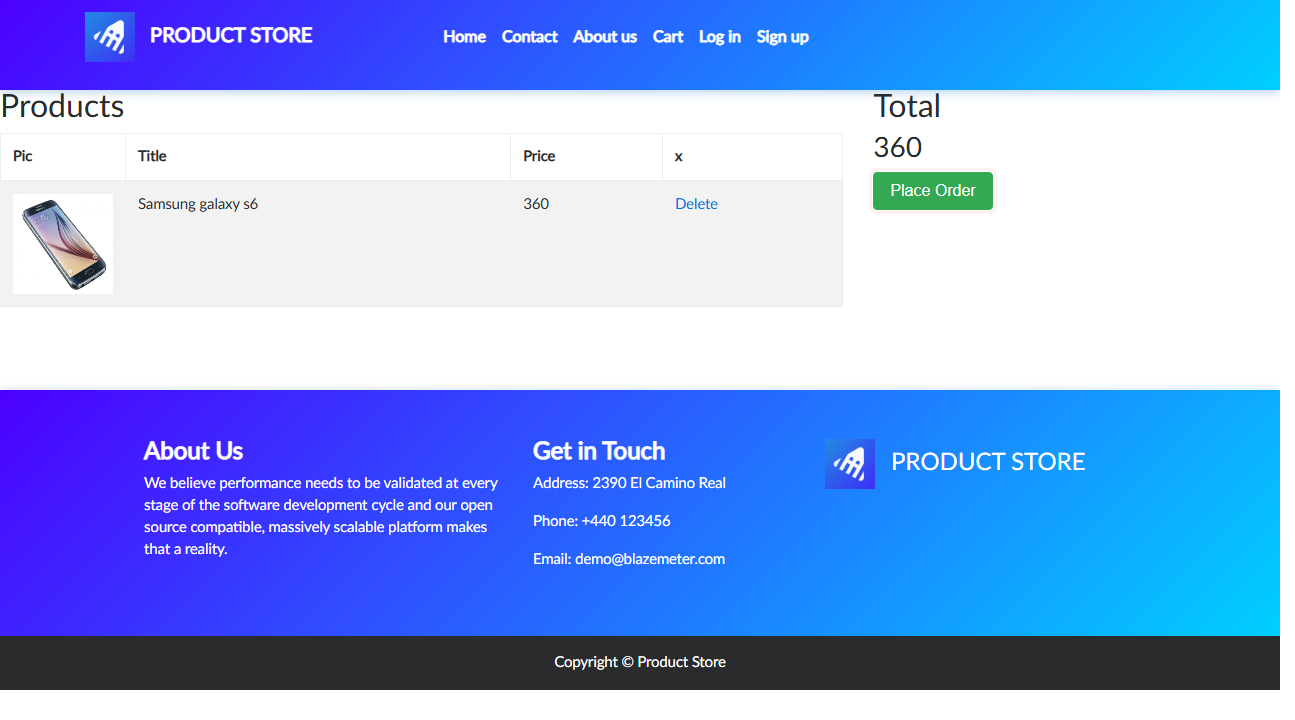 PRODUCT STORE
Home Contact About us Cart Log in Sign up
Products
Pic Title Price x
Samsung galaxy s6 360 Delete
Total
360
Place Order
About Us
We believe performance needs to be validated at every
stage of the software development cycle and our open
source compatible, massively scalable platform makes
that a reality.
Get in Touch
Address: 2390 El Camino Real
Phone: +440 123456
Email: demo@blazemeter.com
PRODUCT STORE
Copyright © Product Store